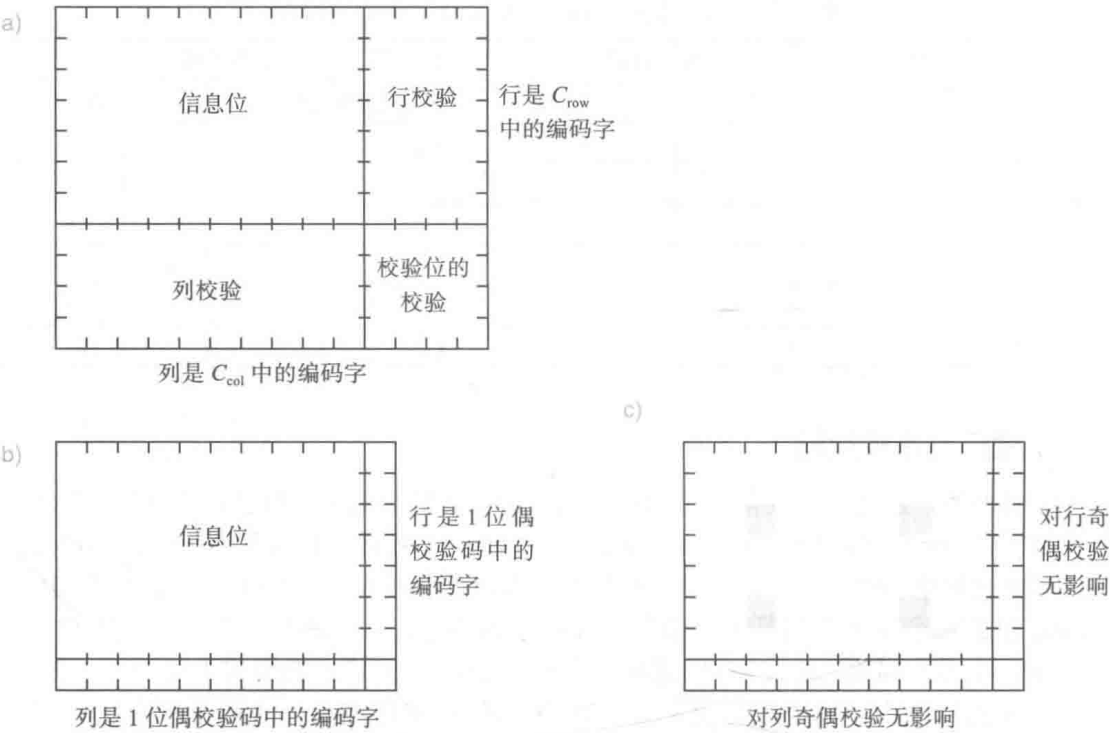 a)
信息位
行校验
行是 Crow
中的编码字
列校验
校验位的
校验
列是 Ccol 中的编码字
b)
信息位
行是1位偶
校验码中的
编码字
列是1位偶校验码中的编码字
c)
对行奇
偶校验
无影响
对列奇偶校验无影响